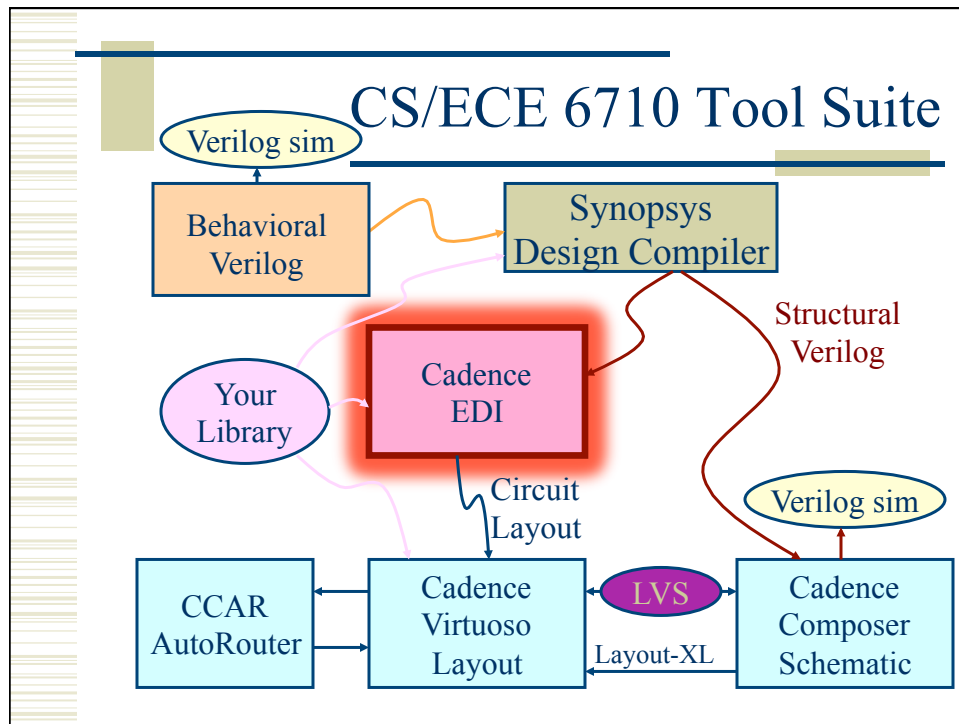 CS/ECE 6710 Tool Suite
Verilog sim
Behavioral
Verilog
Synopsys
Design Compiler
Structural
Verilog
Cadence
EDI
Your
Library
Circuit
Layout
Verilog sim
CCAR
AutoRouter
Cadence
Virtuoso
Layout
LVS
Layout-XL
Cadence
Composer
Schematic